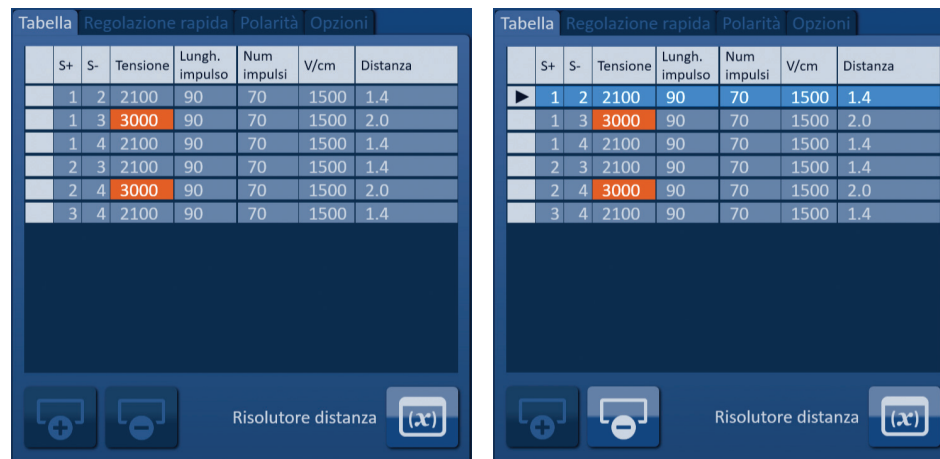 Tabella Regolazione rapida Polarità Opzioni
S+ S- Tensione Lungh. impulso Num impulsi V/cm Distanza
1 2 2100 90 70 1500 1.4
1 3 3000 90 70 1500 2.0
1 4 2100 90 70 1500 1.4
2 3 2100 90 70 1500 1.4
2 4 3000 90 70 1500 2.0
3 4 2100 90 70 1500 1.4
Risolutore distanza (x)
Tabella Regolazione rapida Polarità Opzioni
S+ S- Tensione Lungh. impulso Num impulsi V/cm Distanza
1 2 2100 90 70 1500 1.4
1 3 3000 90 70 1500 2.0
1 4 2100 90 70 1500 1.4
2 3 2100 90 70 1500 1.4
2 4 3000 90 70 1500 2.0
3 4 2100 90 70 1500 1.4
Risolutore distanza (x)